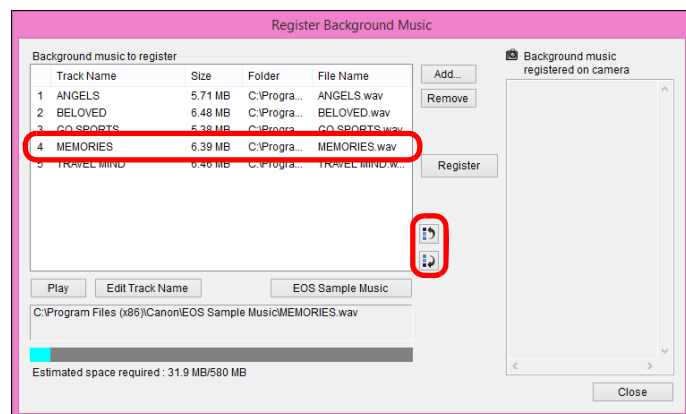 Register Background Music
Background music to register
Track Name Size Folder File Name
1 ANGELS 5.71 MB C:\Progra... ANGELS.wav
2 BELOVED 6.48 MB C:\Progra... BELOVED.wav
3 GO SPORTS 5.38 MB C:\Progra... GO SPORTS.wav
4 MEMORIES 6.39 MB C:\Progra... MEMORIES.wav
5 TRAVEL MIND 6.46 MB C:\Progra... TRAVEL MIND.w...
Add...
Remove
Register
Background music
registered on camera
Play Edit Track Name EOS Sample Music
C:\Program Files (x86)\Canon\EOS Sample Music\MEMORIES.wav
Estimated space required : 31.9 MB/580 MB
Close